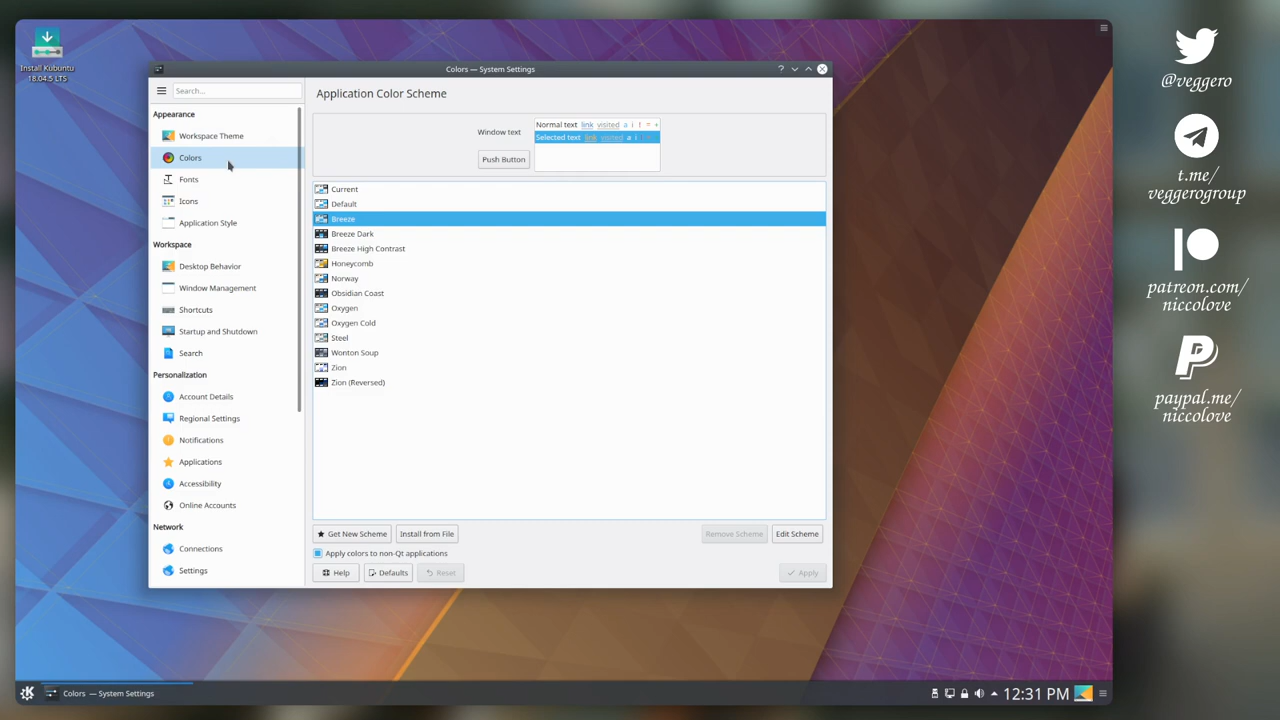 Install Kubuntu
18.04.5 LTS
Colors — System Settings
Search...
Appearance
Workspace Theme
Colors
Fonts
Icons
Application Style
Workspace
Desktop Behavior
Window Management
Shortcuts
Startup and Shutdown
Search
Personalization
Account Details
Regional Settings
Notifications
Applications
Accessibility
Online Accounts
Network
Connections
Settings
Application Color Scheme
Window text
Push Button
Normal text link visited a i ! = +
Selected text link visited a i ! = +
Current
Default
Breeze
Breeze Dark
Breeze High Contrast
Honeycomb
Norway
Obsidian Coast
Oxygen
Oxygen Cold
Steel
Wonton Soup
Zion
Zion (Reversed)
Get New Scheme
Install from File
Remove Scheme
Edit Scheme
Apply colors to non-Qt applications
Help
Defaults
Reset
Apply
Colors — System Settings
12:31 PM
@veggero
t.me/
veggerogroup
patreon.com/
niccolove
paypal.me/
niccolove